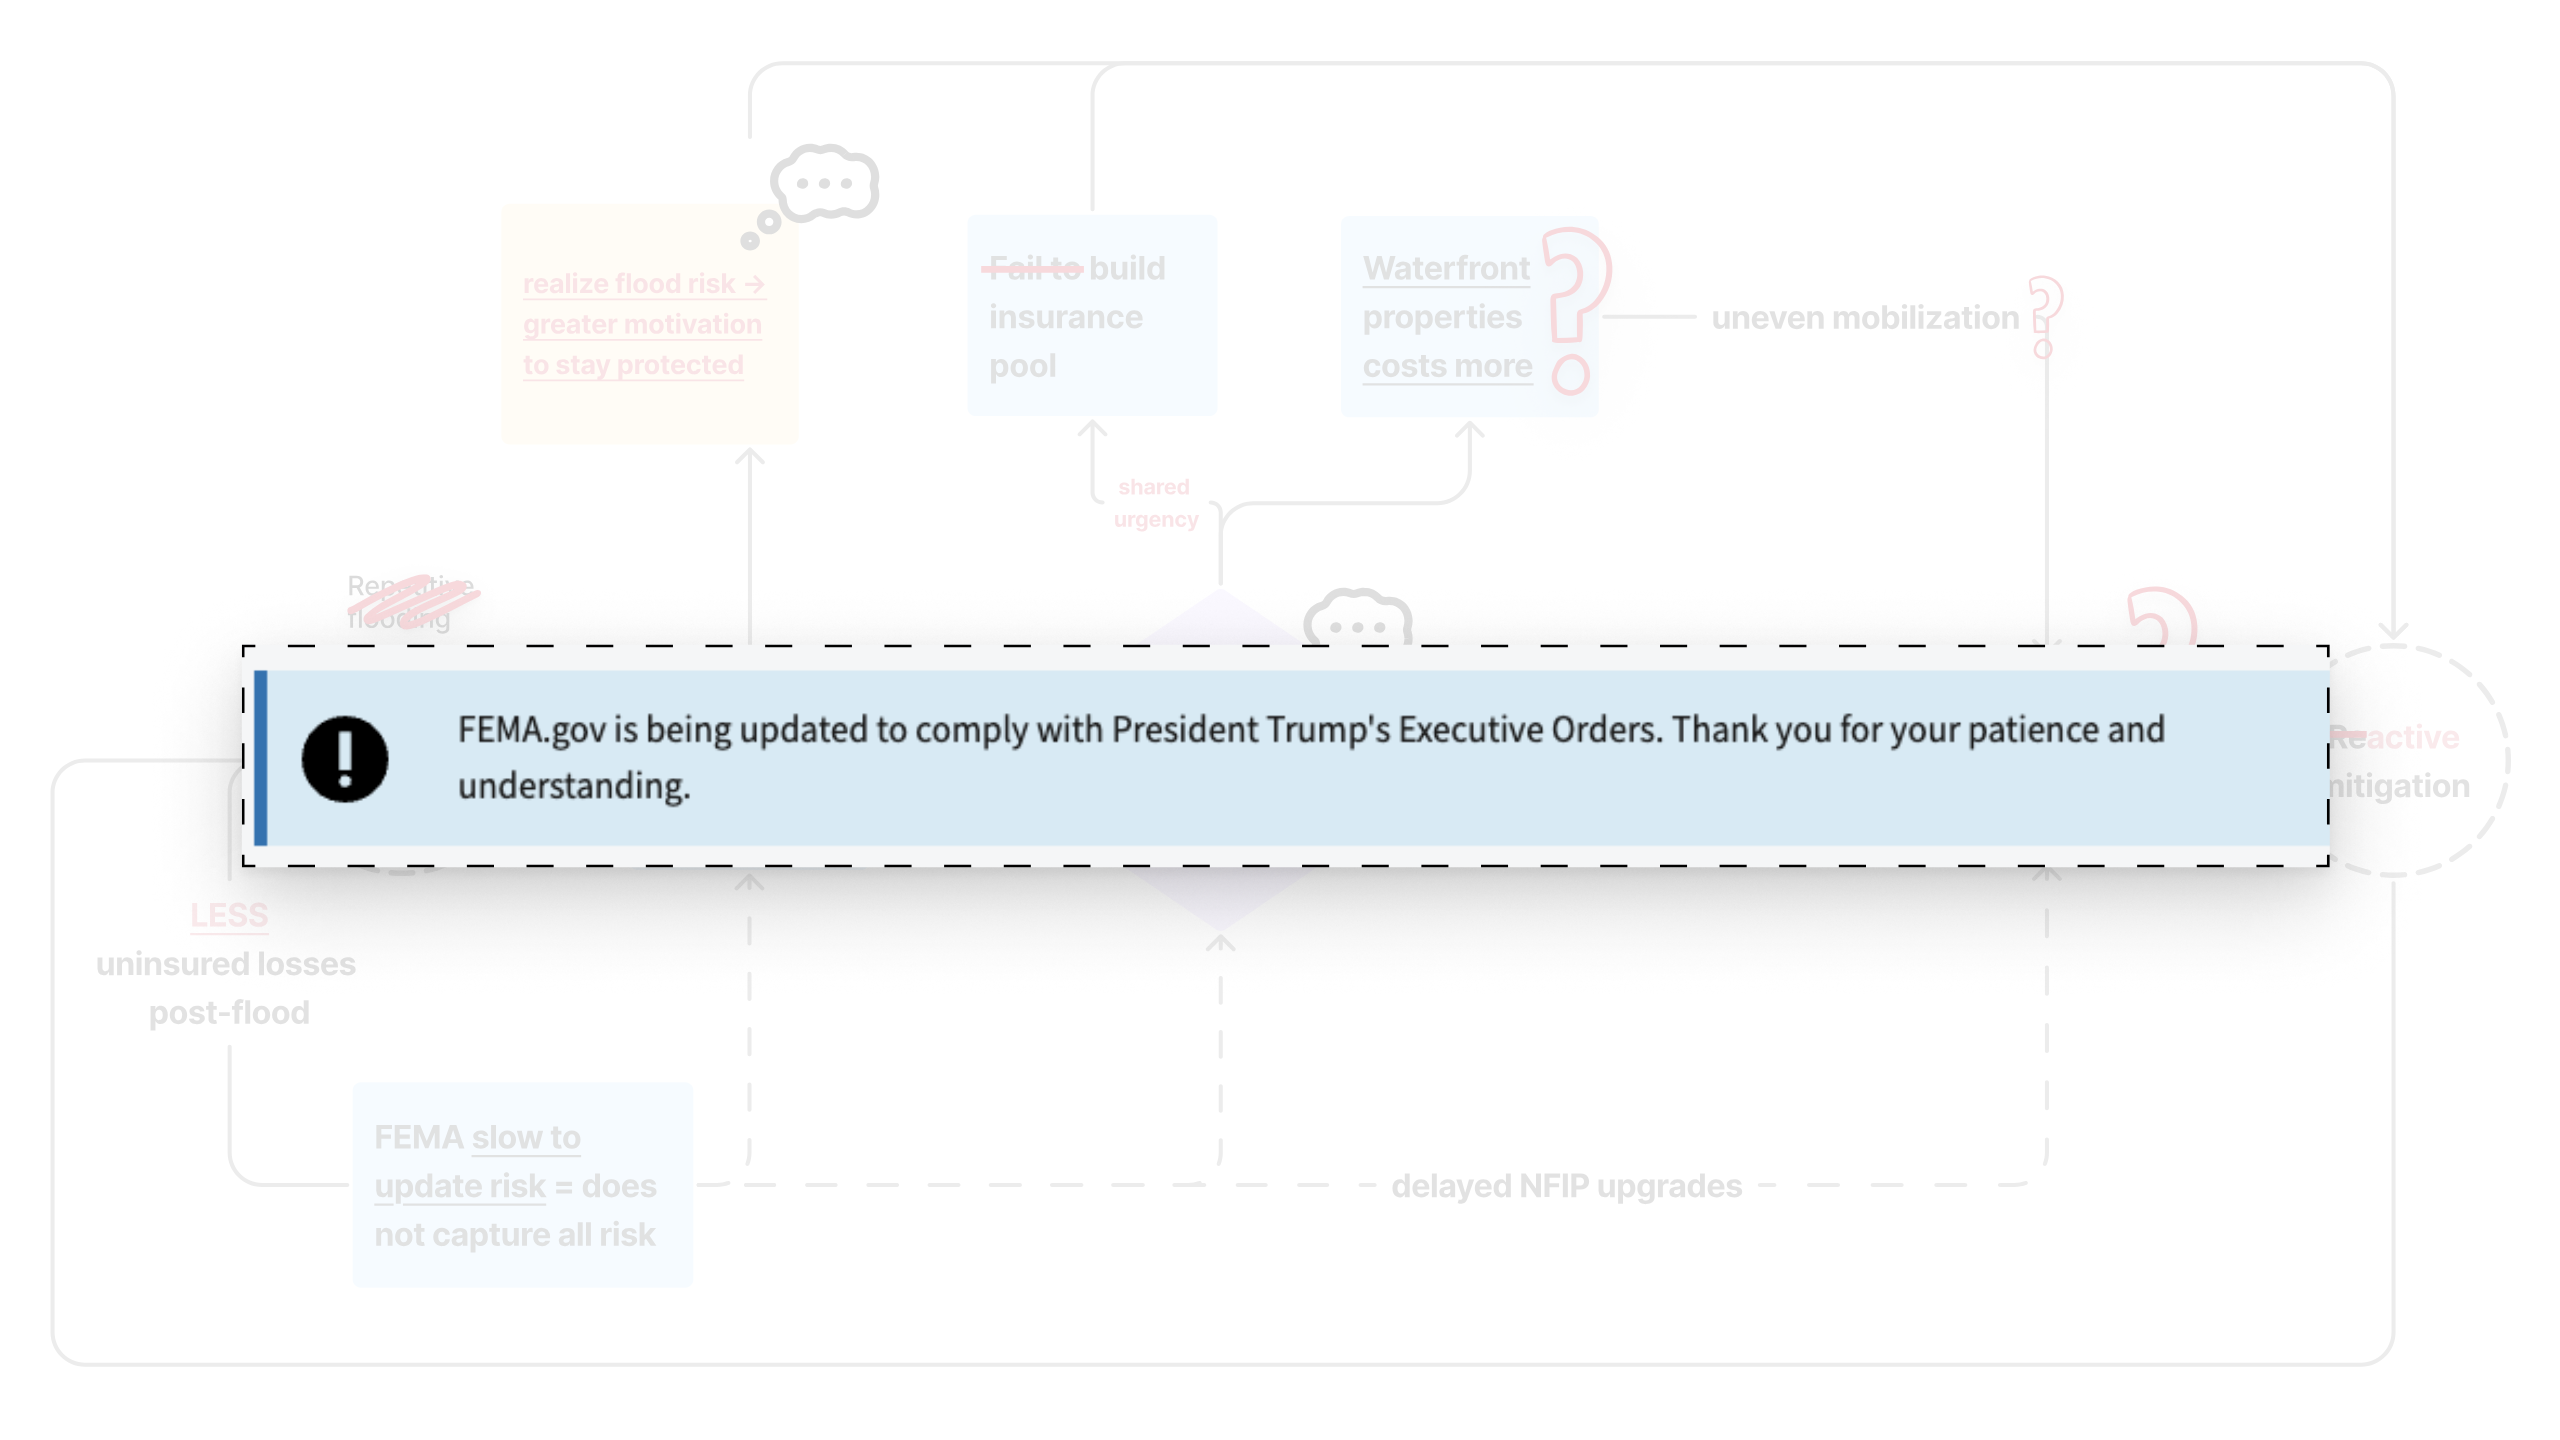 realize flood risk →
greater motivation
to stay protected
Fail to build
insurance
pool
Waterfront
properties
costs more
?
uneven mobilization ?
shared
urgency
Repetitive
flooding
?
FEMA.gov is being updated to comply with President Trump's Executive Orders. Thank you for your patience and
understanding.
Reactive
mitigation
LESS
uninsured losses
post-flood
FEMA slow to
update risk = does
not capture all risk
delayed NFIP upgrades